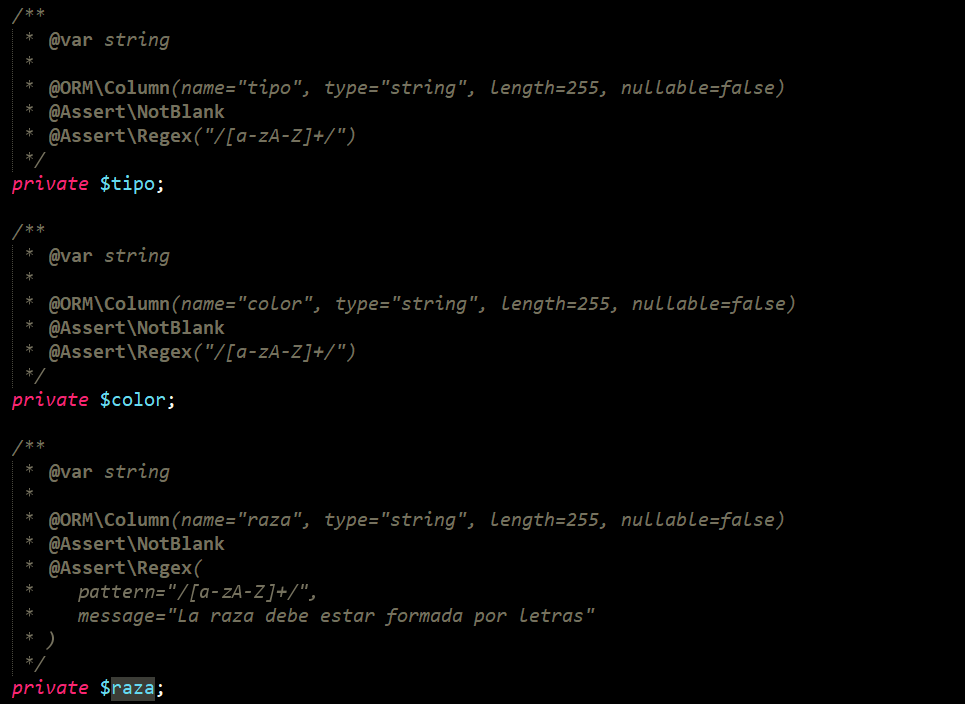 /**
 * @var string
 *
 * @ORM\Column(name="tipo", type="string", length=255, nullable=false)
 * @Assert\NotBlank
 * @Assert\Regex("/[a-zA-Z]+/")
 */
private $tipo;

/**
 * @var string
 *
 * @ORM\Column(name="color", type="string", length=255, nullable=false)
 * @Assert\NotBlank
 * @Assert\Regex("/[a-zA-Z]+/")
 */
private $color;

/**
 * @var string
 *
 * @ORM\Column(name="raza", type="string", length=255, nullable=false)
 * @Assert\NotBlank
 * @Assert\Regex(
 *    pattern="/[a-zA-Z]+/",
 *    message="La raza debe estar formada por letras"
 * )
 */
private $raza;